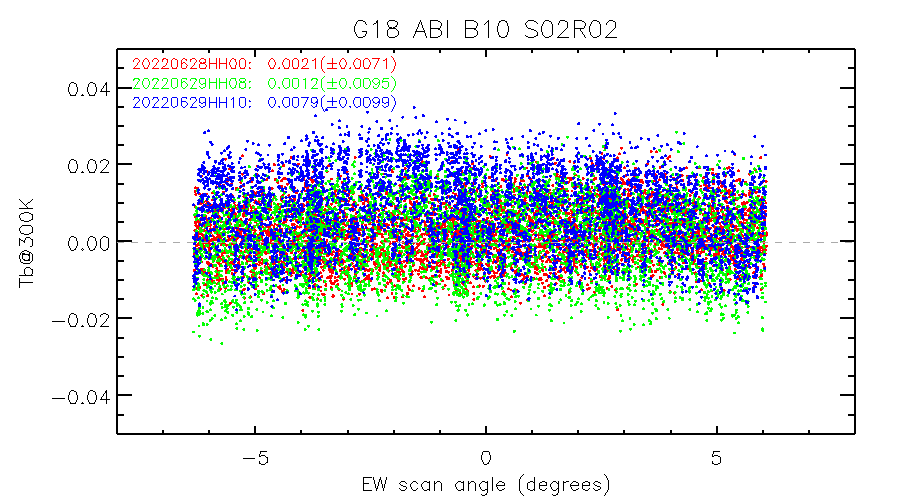 G18 ABI B10 S02R02
20220628HH00: 0.0021(±0.0071)
20220629HH08: 0.0012(±0.0095)
20220629HH10: 0.0079(±0.0099)
0.04
0.02
0.00
−0.02
−0.04
Tb@300K
−5 0 5
EW scan angle (degrees)